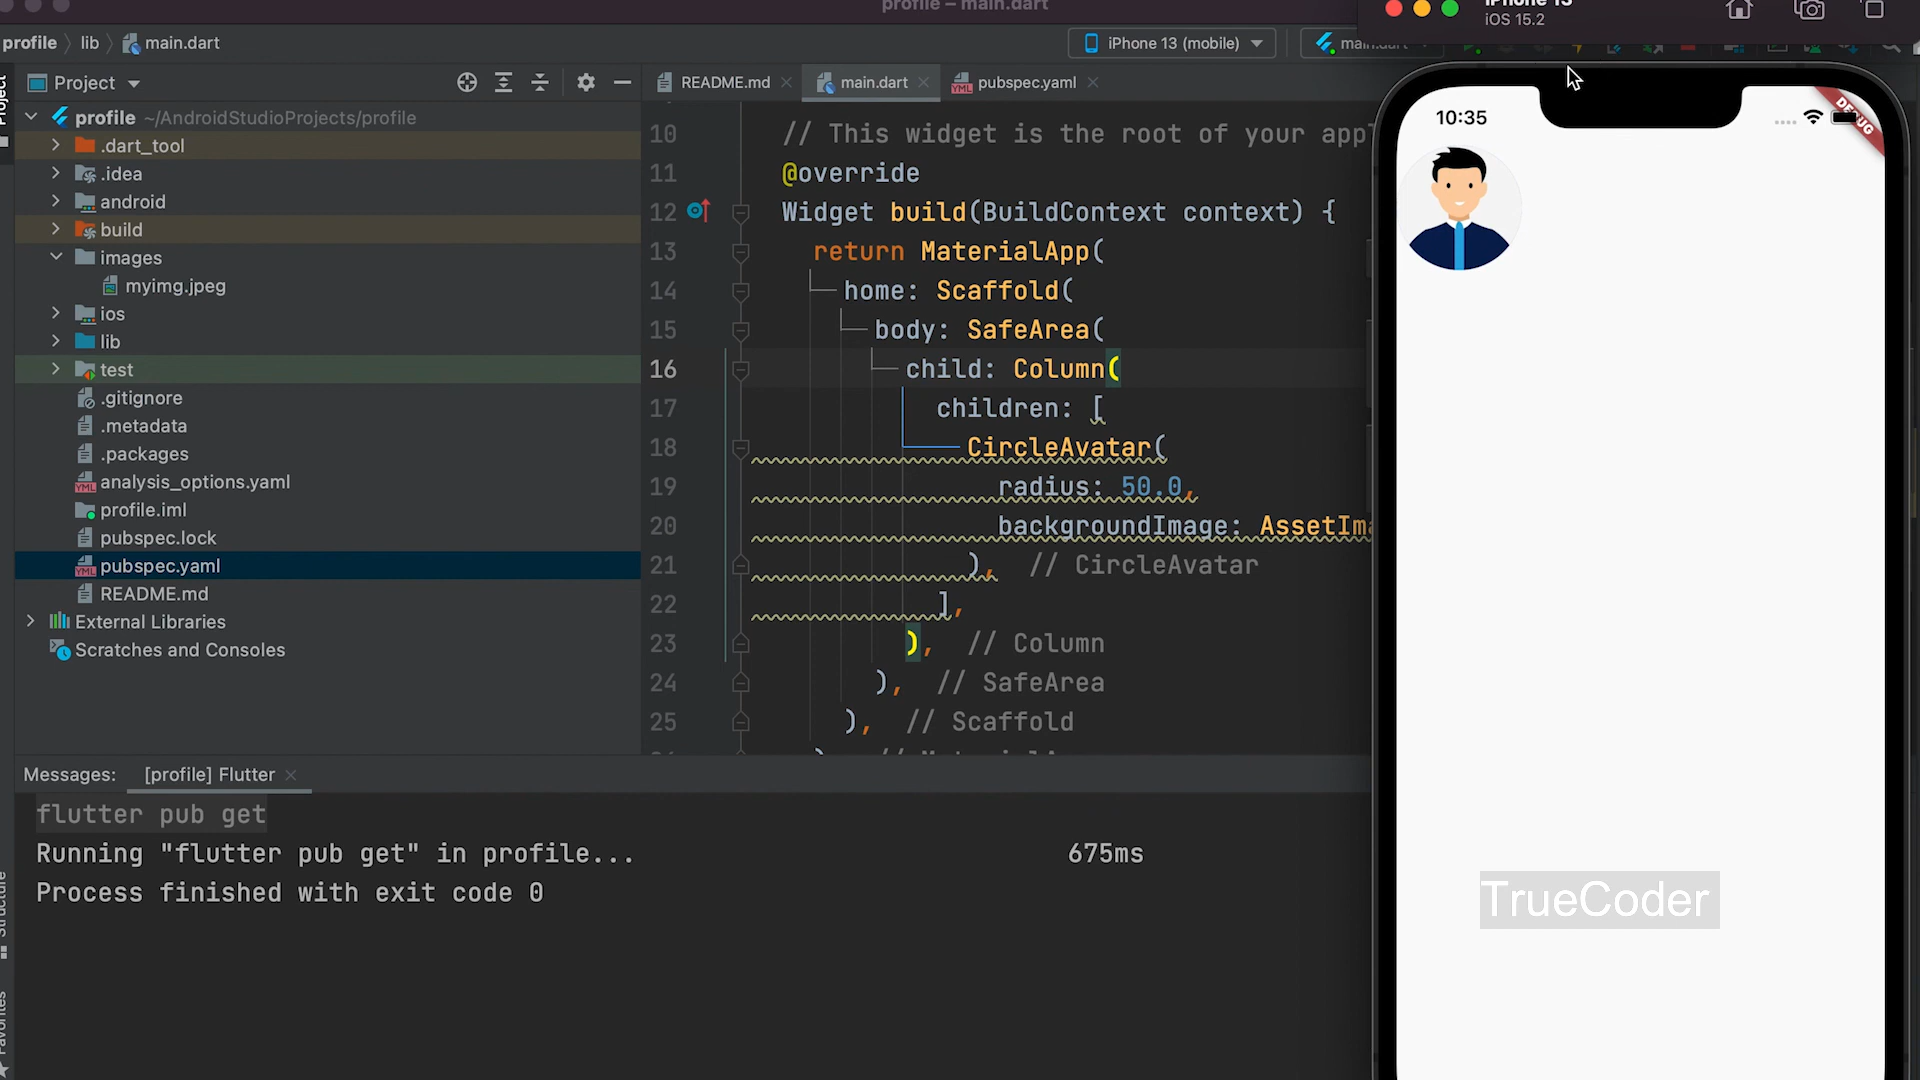 profile – main.dart
iPhone 13
iOS 15.2
profile
lib
main.dart
iPhone 13 (mobile)
main.dart
Project
Project
README.md
main.dart
pubspec.yaml
profile ~/AndroidStudioProjects/profile
.dart_tool
.idea
android
build
images
myimg.jpeg
ios
lib
test
.gitignore
.metadata
.packages
analysis_options.yaml
profile.iml
pubspec.lock
pubspec.yaml
README.md
External Libraries
Scratches and Consoles
10 // This widget is the root of your app
11 @override
12 Widget build(BuildContext context) {
13 return MaterialApp(
14 home: Scaffold(
15 body: SafeArea(
16 child: Column(
17 children: [
18 CircleAvatar(
19 radius: 50.0,
20 backgroundImage: AssetIma
21 ), // CircleAvatar
22 ],
23 ), // Column
24 ), // SafeArea
25 ), // Scaffold
Messages:
[profile] Flutter
flutter pub get
Running "flutter pub get" in profile... 675ms
Process finished with exit code 0
Structure
Favorites
10:35
DEBUG
TrueCoder